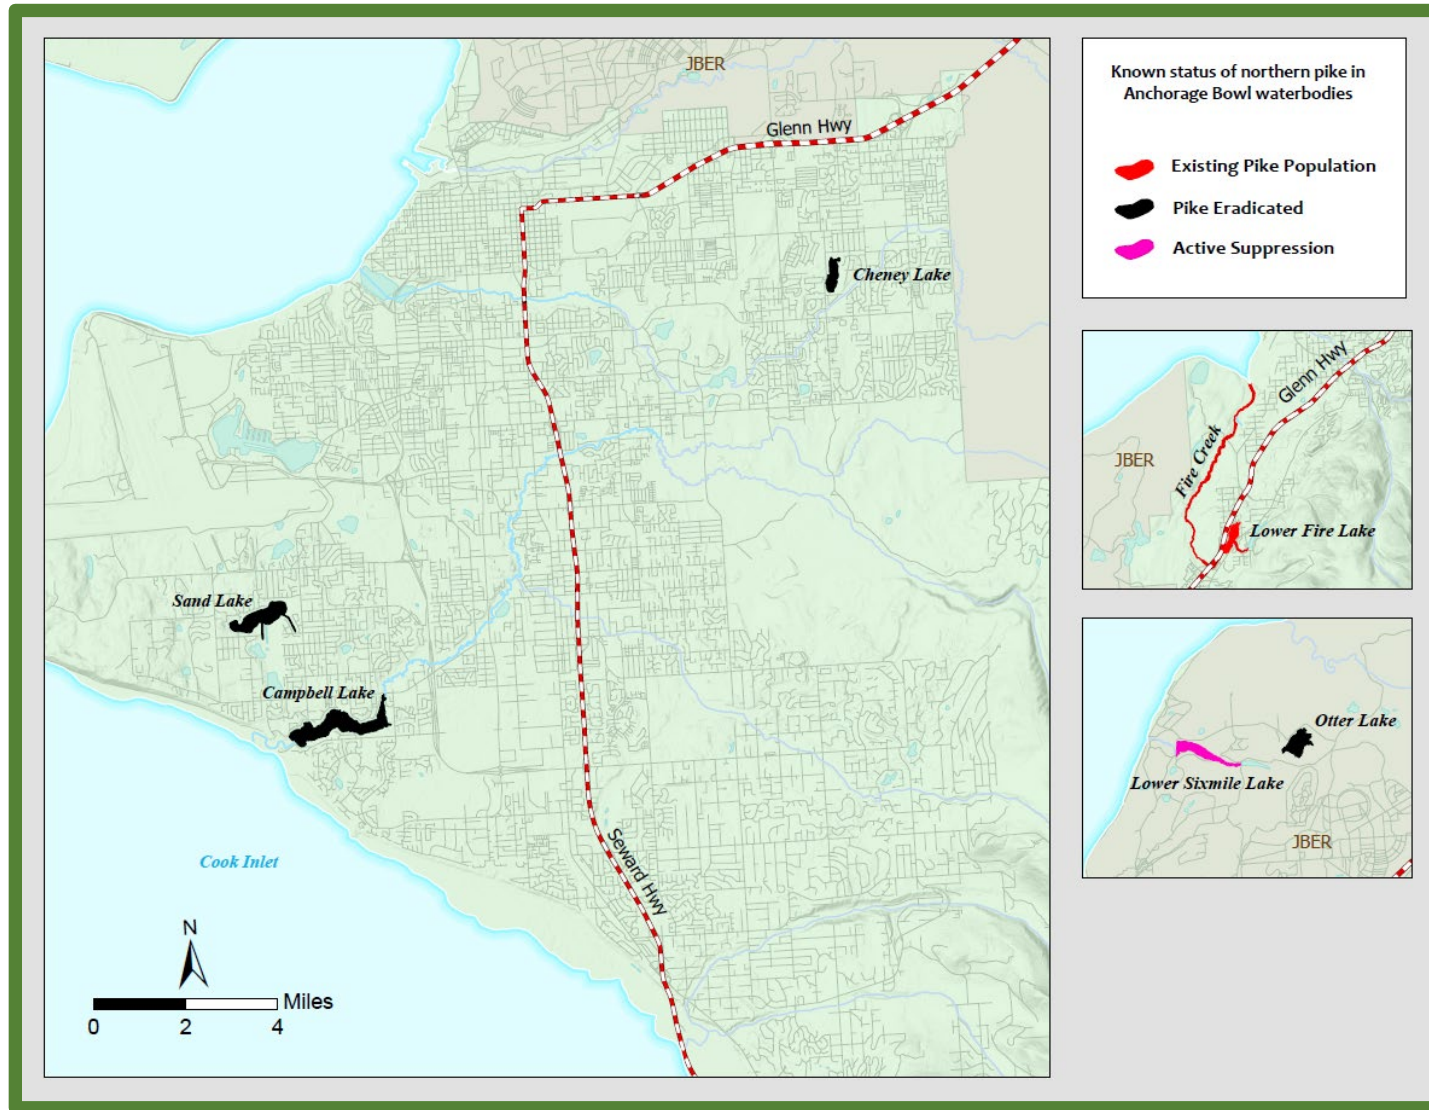 JBER
Glenn Hwy
Cheney Lake
Sand Lake
Campbell Lake
Cook Inlet
Seward Hwy
N
Miles
0 2 4
Known status of northern pike in
Anchorage Bowl waterbodies
Existing Pike Population
Pike Eradicated
Active Suppression
Glenn Hwy
JBER
Fire Creek
Lower Fire Lake
Otter Lake
Lower Sixmile Lake
JBER